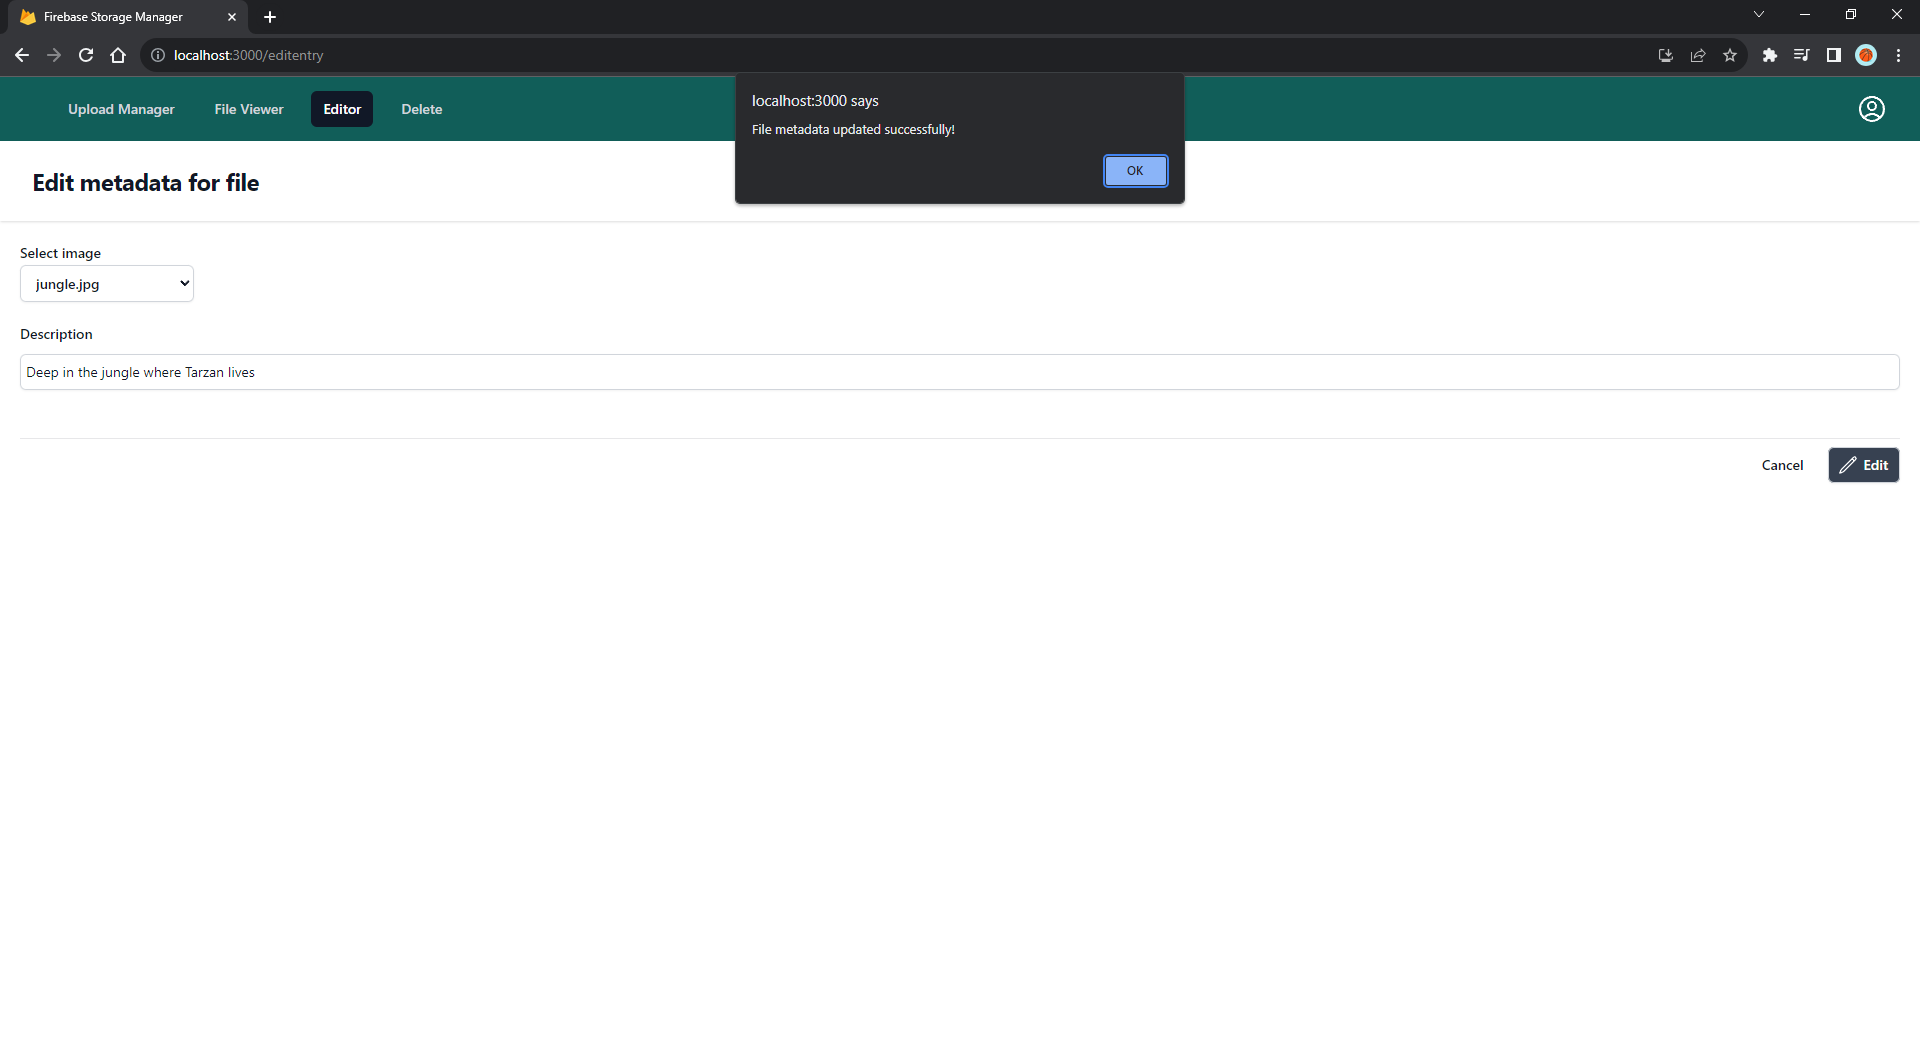 Firebase Storage Manager
localhost:3000/editentry
Upload Manager File Viewer Editor Delete
localhost:3000 says
File metadata updated successfully!
OK
Edit metadata for file
Select image
jungle.jpg
Description
Deep in the jungle where Tarzan lives
Cancel Edit